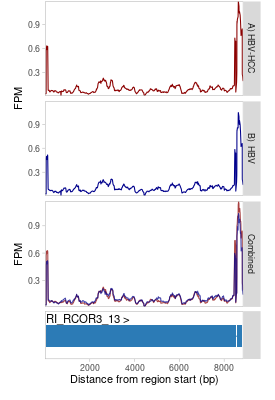 0.9
0.6
0.3
A) HBV-HCC
FPM
0.9
0.6
0.3
B) HBV
0.9
0.6
0.3
Combined
FPM
RI_RCOR3_13 >
2000 4000 6000 8000
Distance from region start (bp)